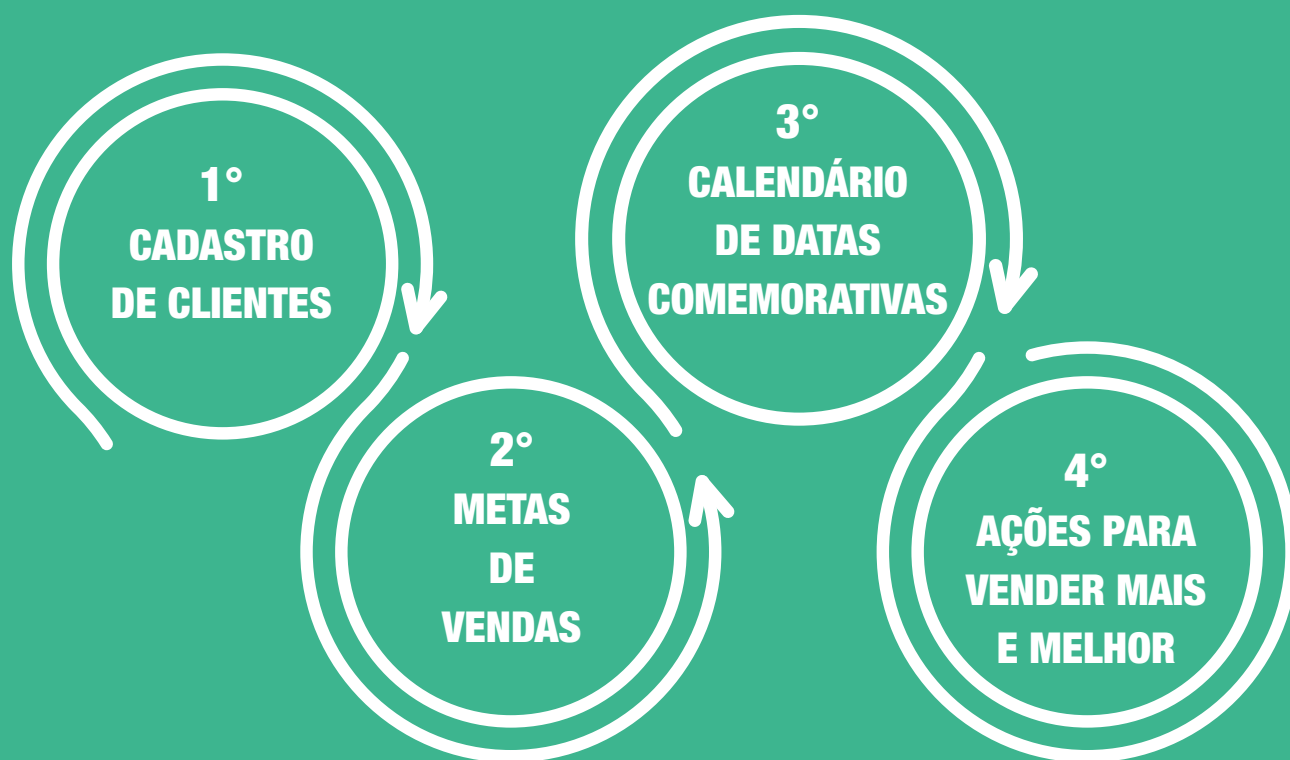 1°
CADASTRO
DE CLIENTES
2°
METAS
DE
VENDAS
3°
CALENDÁRIO
DE DATAS
COMEMORATIVAS
4°
AÇÕES PARA
VENDER MAIS
E MELHOR